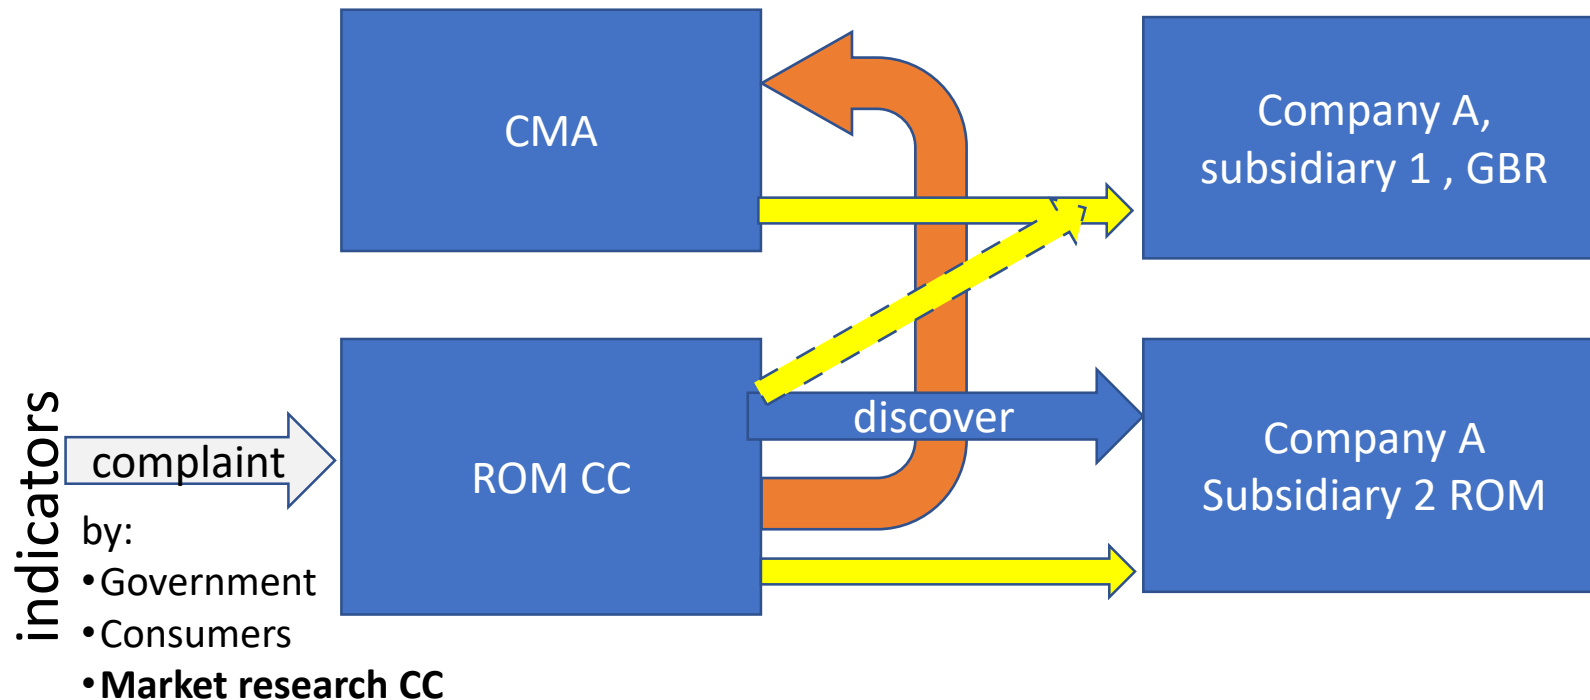 CMA
Company A,
subsidiary 1 , GBR
discover
indicators
complaint
ROM CC
Company A
Subsidiary 2 ROM
by:
•Government
•Consumers
•Market research CC